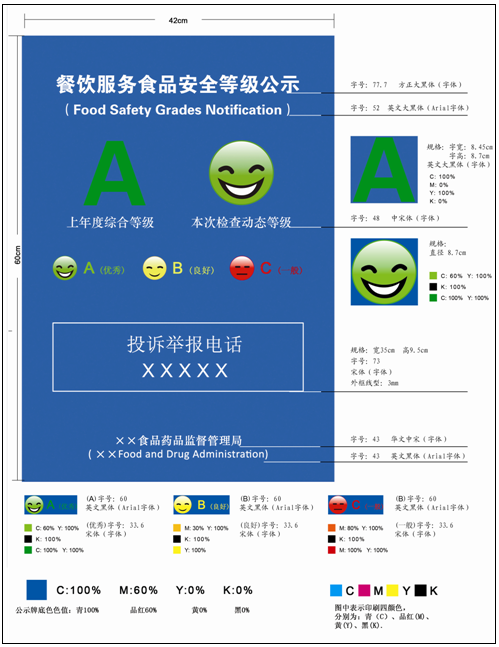 42cm
60cm
餐饮服务食品安全等级公示
（Food Safety Grades Notification）
字号：77.7 方正大黑体（字体）
字号：52 英文大黑体（Arial字体）
A
上年度综合等级
本次检查动态等级
A
规格：字宽：8.45cm
字高：8.7cm
英文大黑体（字体）
C: 100%
M: 0%
Y: 100%
K: 0%
字号：48 中宋体（字体）
规格：
直径 8.7cm
C: 60% Y: 100%
K: 100%
C: 100% Y: 100%
A（优秀）
B（良好）
C（一般）
投诉举报电话
XXXXX
规格：宽35cm 高9.5cm
字号：73
宋体（字体）
外框线型：3mm
××食品药品监督管理局
（××Food and Drug Administration）
字号：43 华文中宋（字体）
字号：43 英文黑体（Arial字体）
A（优秀）
(A)字号：60
英文黑体（Arial字体）
C: 60% Y: 100%
K: 100%
C: 100% Y: 100%
(优秀)字号：33.6
宋体（字体）
B（良好）
(B)字号：60
英文黑体（Arial字体）
M: 30% Y: 100%
K: 100%
Y: 100%
(良好)字号：33.6
宋体（字体）
C（一般）
(B)字号：60
英文黑体（Arial字体）
M: 80% Y: 100%
K: 100%
M: 100% Y: 100%
(一般)字号：33.6
宋体（字体）
C:100% M:60% Y:0% K:0%
公示牌底色色值：青100% 品红60% 黄0% 黑0%
C M Y K
图中表示印刷四颜色，
分别为：青（C）、品红(M)、
黄(Y)、黑(K).